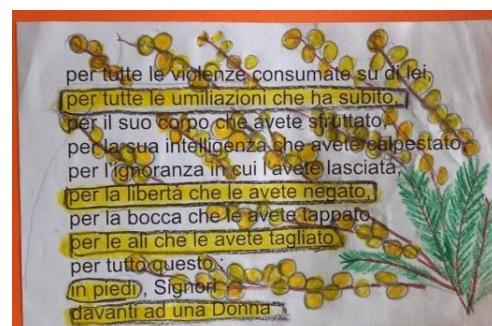 per tutte le violenze consumate su di lei,
per tutte le umiliazioni che ha subito,
per il suo corpo che avete sfruttato,
per la sua intelligenza che avete calpestato,
per l'ignoranza in cui l'avete lasciata,
per la libertà che le avete negato,
per la bocca che le avete tappato,
per le ali che le avete tagliato
per tutto questo :
in piedi , Signori
davanti ad una Donna